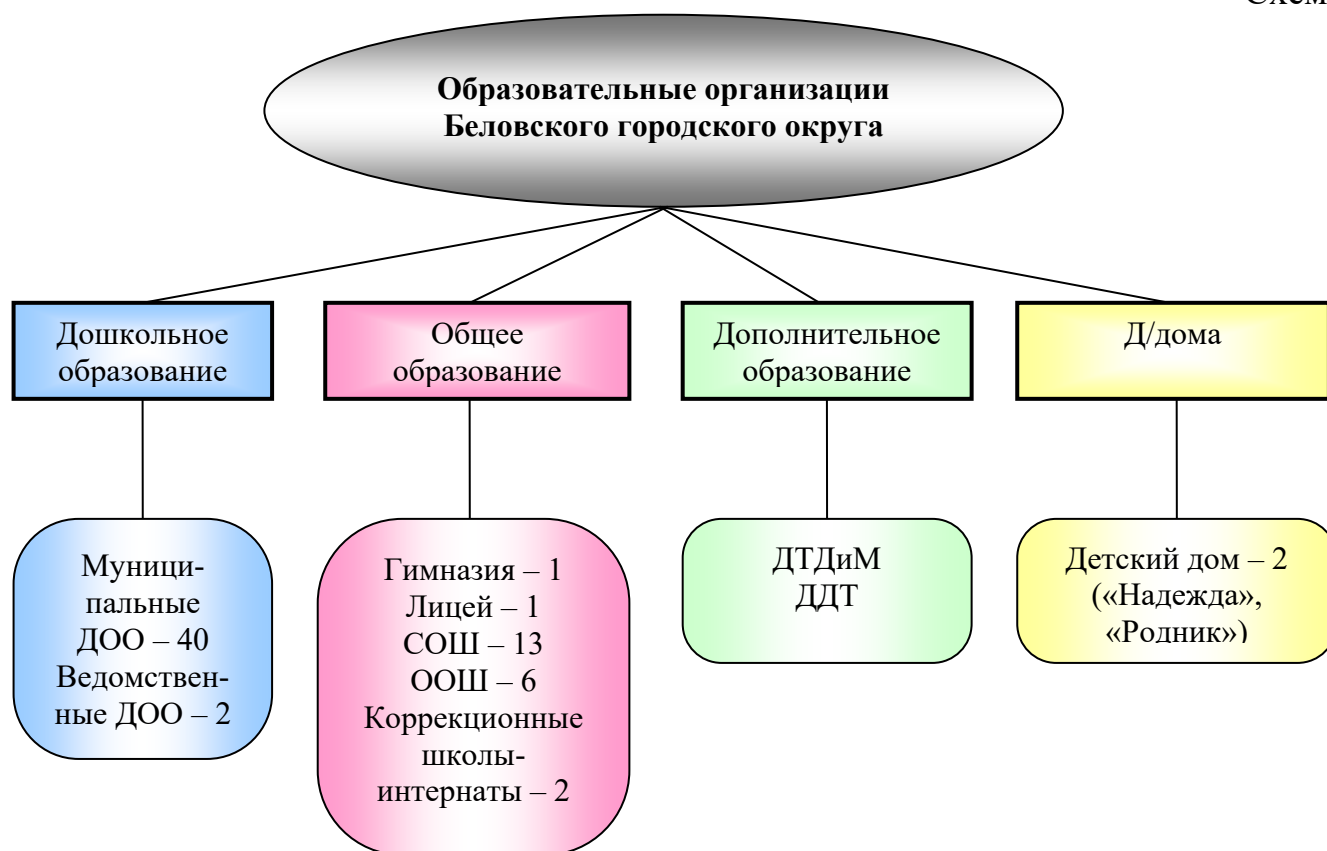 Образовательные организации
Беловского городского округа
Дошкольное
образование
Общее
образование
Дополнительное
образование
Д/дома
Муници-
пальные
ДОО – 40
Ведомствен-
ные ДОО – 2
Гимназия – 1
Лицей – 1
СОШ – 13
ООШ – 6
Коррекционные
школы-
интернаты – 2
ДТДиМ
ДДТ
Детский дом – 2
(«Надежда»,
«Родник»)